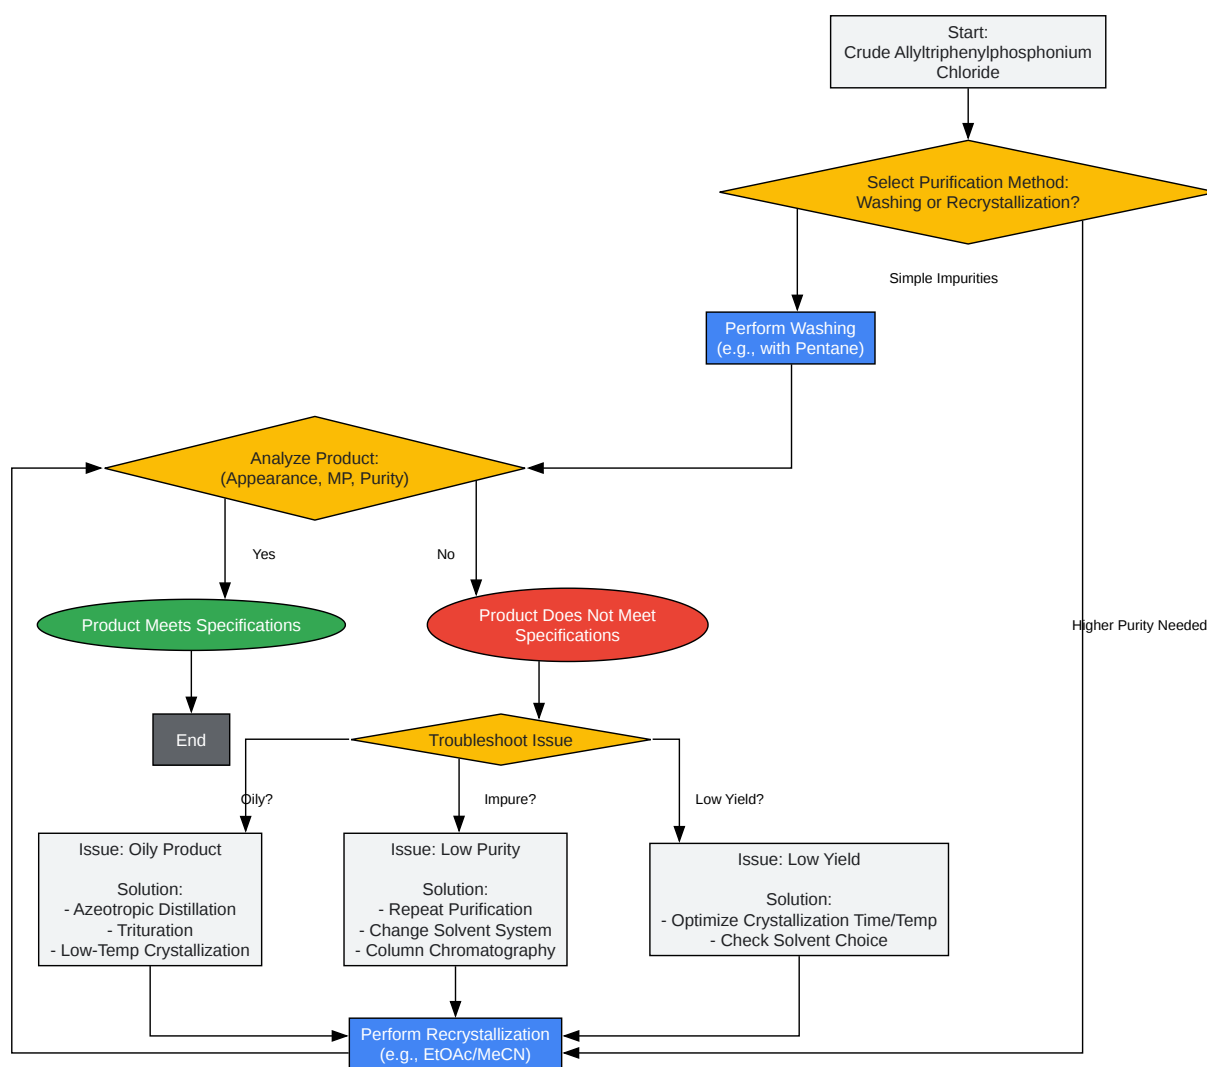 Start:
Crude Allyltriphenylphosphonium
Chloride
Select Purification Method:
Washing or Recrystallization?
Simple Impurities
Perform Washing
(e.g., with Pentane)
Analyze Product:
(Appearance, MP, Purity)
Yes
No
Product Meets Specifications
Product Does Not Meet
Specifications
Higher Purity Needed
End
Troubleshoot Issue
Oily?
Impure?
Low Yield?
Issue: Oily Product
Solution:
- Azeotropic Distillation
- Trituration
- Low-Temp Crystallization
Issue: Low Purity
Solution:
- Repeat Purification
- Change Solvent System
- Column Chromatography
Issue: Low Yield
Solution:
- Optimize Crystallization Time/Temp
- Check Solvent Choice
Perform Recrystallization
(e.g., EtOAc/MeCN)